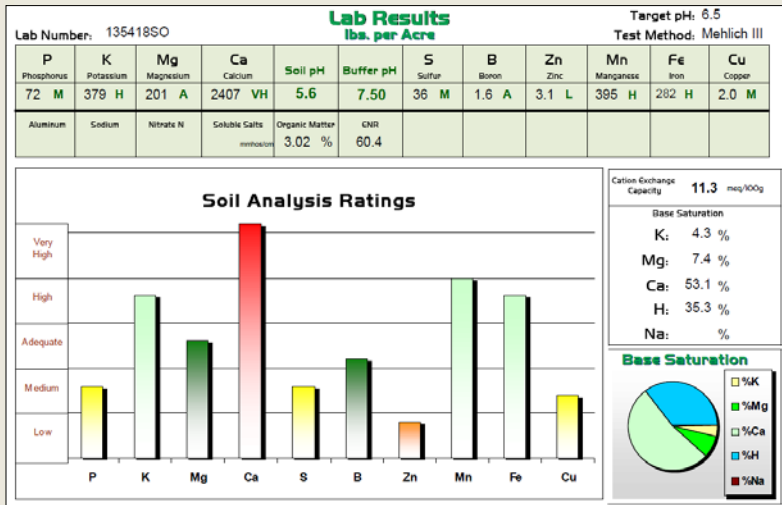 Lab Results
lbs. per Acre
Lab Number: 135418SO
Target pH: 6.5
Test Method: Mehlich III
P K Mg Ca Soil pH Buffer pH S B Zn Mn Fe Cu
Phosphorus Potassium Magnesium Calcium Sulfur Boron Zinc Manganese Iron Copper
72 M 379 H 201 A 2407 VH 5.6 7.50 36 M 1.6 A 3.1 L 395 H 282 H 2.0 M
Aluminum Sodium Nitrate N Soluble Salts Organic Matter ENR
mmhos/cm 3.02 % 60.4
Soil Analysis Ratings
Very
High
High
Adequate
Medium
Low
P K Mg Ca S B Zn Mn Fe Cu
Cation Exchange
Capacity 11.3 meq/100g
Base Saturation
K: 4.3 %
Mg: 7.4 %
Ca: 53.1 %
H: 35.3 %
Na: %
Base Saturation
%K
%Mg
%Ca
%H
%Na